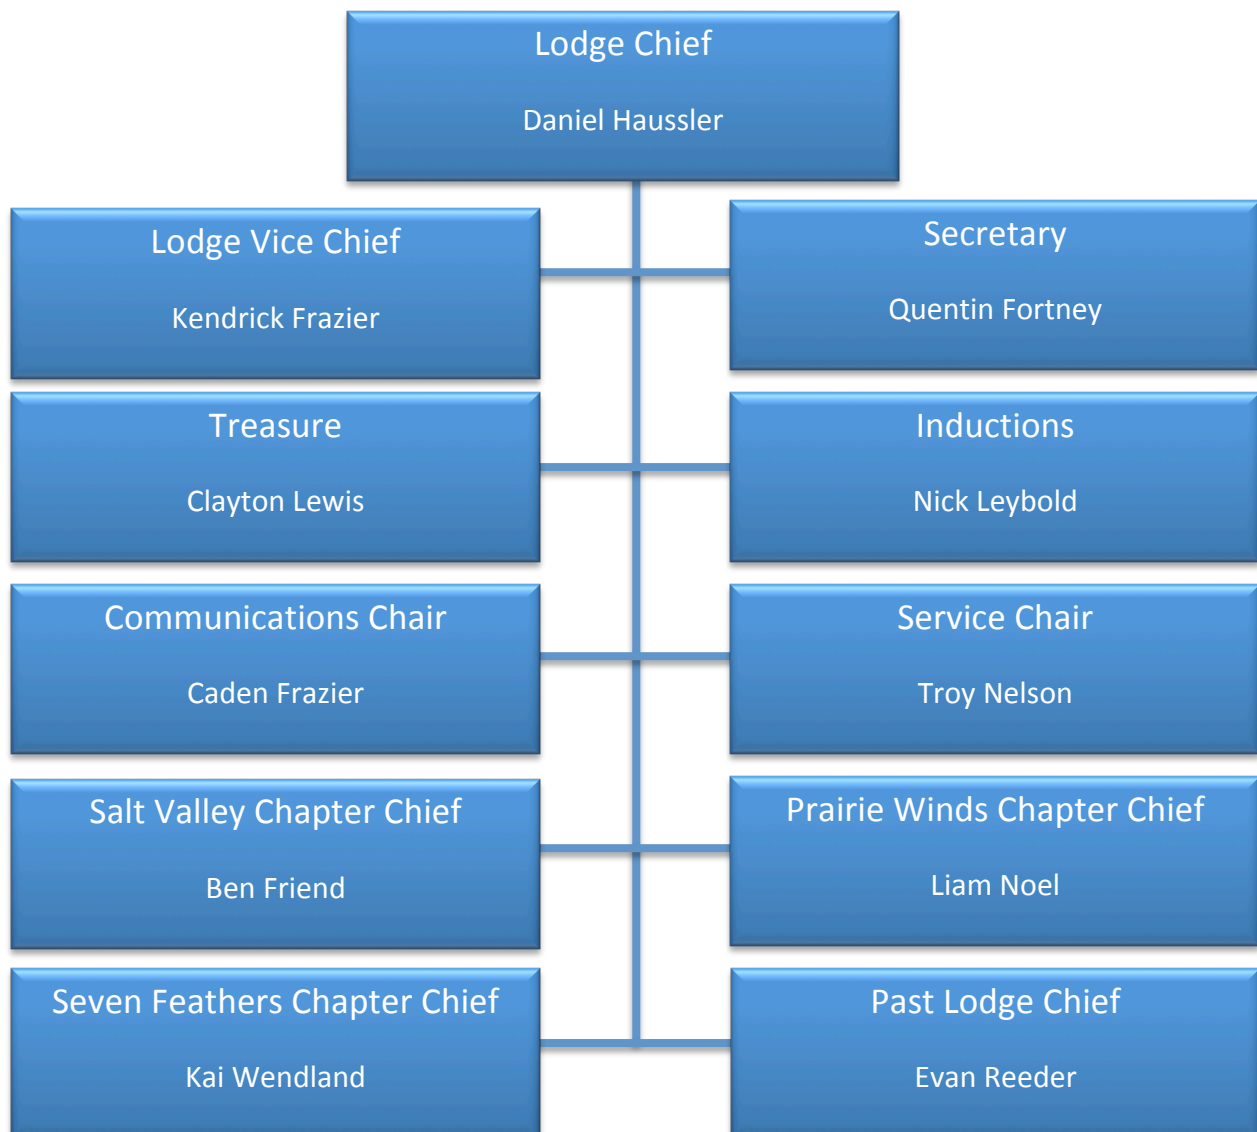 Lodge Chief
Daniel Haussler
Lodge Vice Chief
Kendrick Frazier
Secretary
Quentin Fortney
Treasure
Clayton Lewis
Inductions
Nick Leybold
Communications Chair
Caden Frazier
Service Chair
Troy Nelson
Salt Valley Chapter Chief
Ben Friend
Prairie Winds Chapter Chief
Liam Noel
Seven Feathers Chapter Chief
Kai Wendland
Past Lodge Chief
Evan Reeder